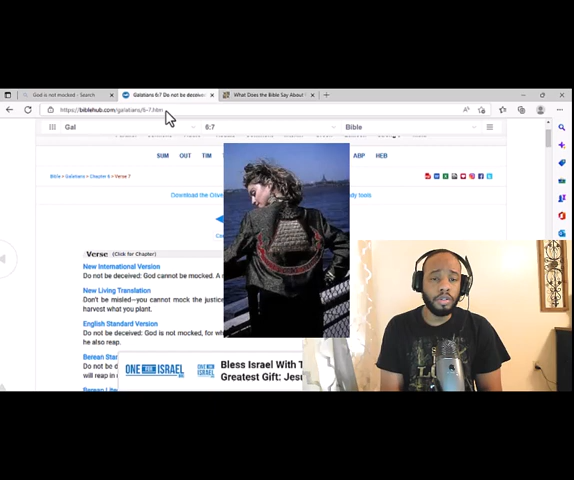 God is not mocked - Search
Galatians 6:7 Do not be deceived:
What Does the Bible Say About
https://biblehub.com/galatians/6-7.htm
Gal
6:7
Bible
SUM OUT TIM
ABP HEB
Bible > Galatians > Chapter 6 > Verse 7
Download the Olive
dy tools
Verse (Click for Chapter)
New International Version
Do not be deceived: God cannot be mocked. A
New Living Translation
Don't be misled—you cannot mock the justice
harvest what you plant.
English Standard Version
Do not be deceived: God is not mocked, for
he also reap.
Berean
Do not be
will reap in
ONE FOR ISRAEL
ONE FOR ISRAEL
Bless Israel With
Greatest Gift: